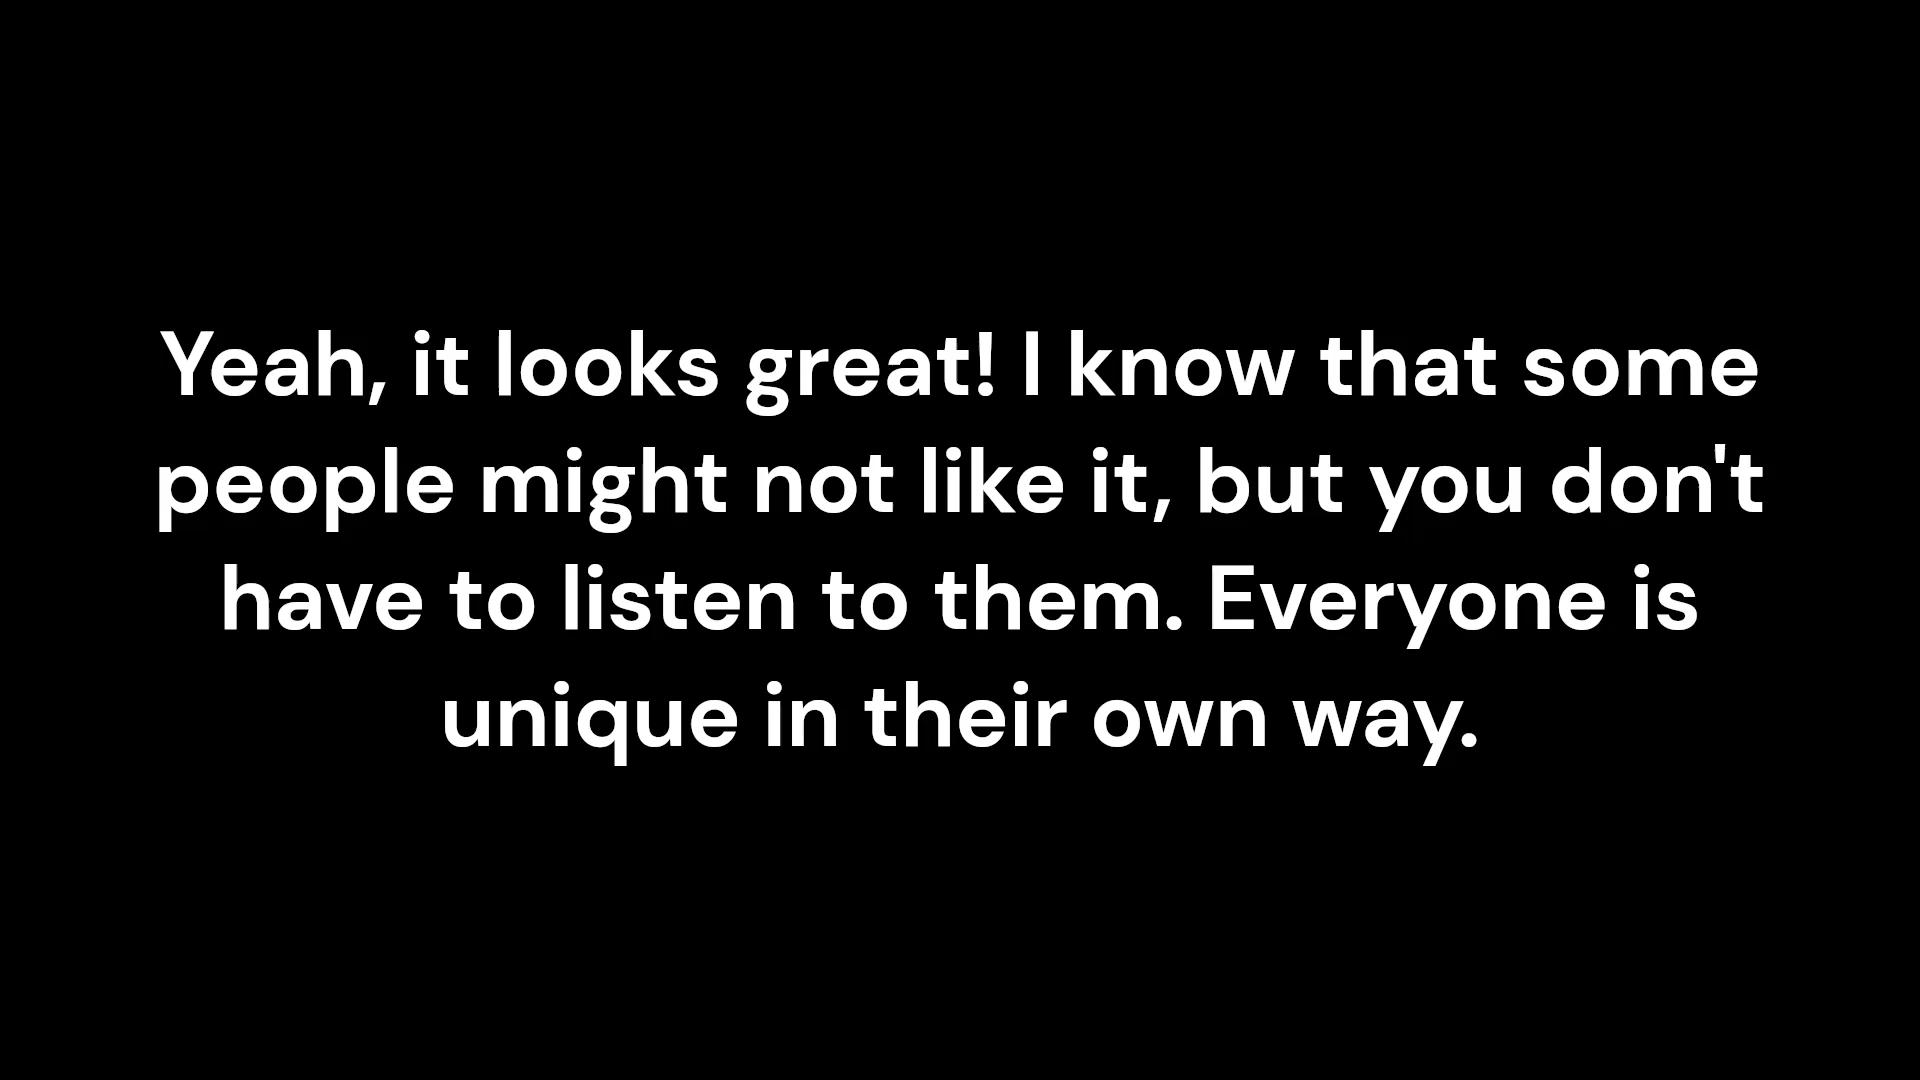 Yeah, it looks great! I know that some
people might not like it, but you don't
have to listen to them. Everyone is
unique in their own way.